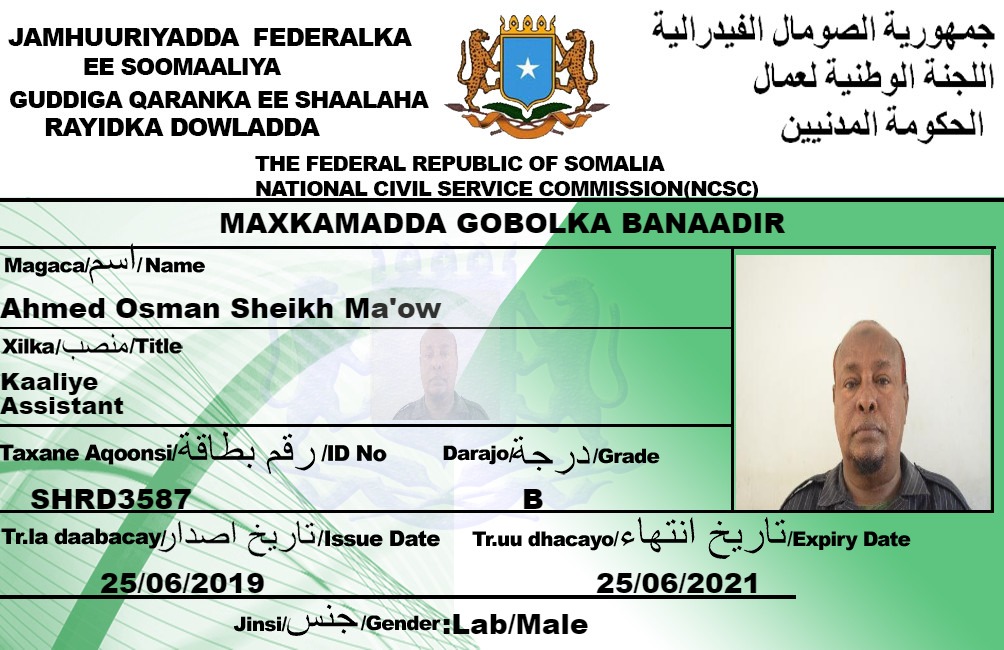 JAMHUURIYADDA FEDERALKA
EE SOOMAALIYA
GUDDIGA QARANKA EE SHAALAHA
RAYIDKA DOWLADDA
جمهورية الصومال الفيدرالية
اللجنة الوطنية لعمال
الحكومة المدنيين
THE FEDERAL REPUBLIC OF SOMALIA
NATIONAL CIVIL SERVICE COMMISSION(NCSC)
MAXKAMADDA GOBOLKA BANAADIR
Magaca/اسم/Name
Ahmed Osman Sheikh Ma'ow
Xilka/منصب/Title
Kaaliye
Assistant
Taxane Aqoonsi/رقم بطاقة/ID No
Darajo/درجة/Grade
SHRD3587
B
Tr.la daabacay/تاريخ اصدار/Issue Date
Tr.uu dhacayo/تاريخ انتهاء/Expiry Date
25/06/2019
25/06/2021
Jinsi/جنس/Gender:Lab/Male